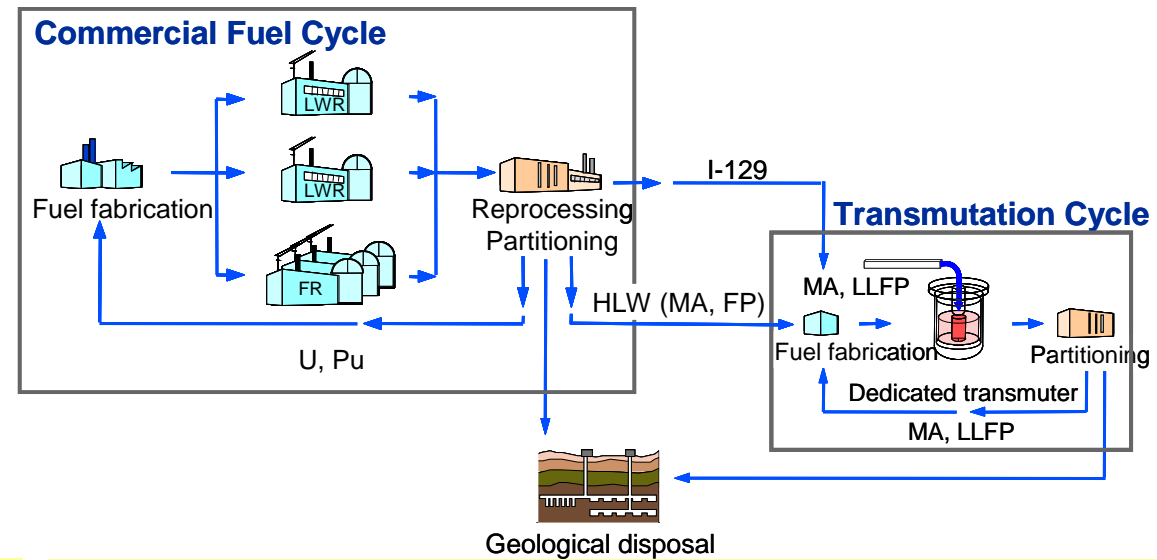 Commercial Fuel Cycle
LWR
LWR
FR
Fuel fabrication
Reprocessing
Partitioning
U, Pu
I-129
HLW (MA, FP)
Transmutation Cycle
MA, LLFP
Fuel fabrication
Partitioning
Dedicated transmuter
MA, LLFP
Geological disposal